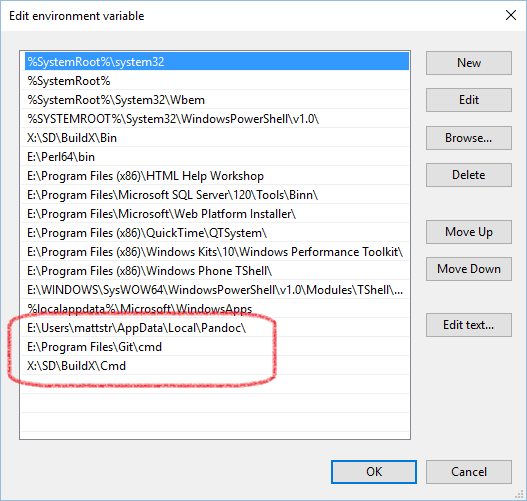 Edit environment variable
%SystemRoot%\system32
%SystemRoot%
%SystemRoot%\System32\Wbem
%SYSTEMROOT%\System32\WindowsPowerShell\v1.0\
X:\SD\BuildX\Bin
E:\Perl64\bin
E:\Program Files (x86)\HTML Help Workshop
E:\Program Files\Microsoft SQL Server\120\Tools\Binn\
E:\Program Files\Microsoft\Web Platform Installer\
E:\Program Files (x86)\QuickTime\QTSystem\
E:\Program Files (x86)\Windows Kits\10\Windows Performance Toolkit\
E:\Program Files (x86)\Windows Phone TShell\
E:\WINDOWS\SysWOW64\WindowsPowerShell\v1.0\Modules\TShell\...
%localappdata%\Microsoft\WindowsApps
E:\Users\mattstr\AppData\Local\Pandoc\
E:\Program Files\Git\cmd
X:\SD\BuildX\Cmd
New
Edit
Browse...
Delete
Move Up
Move Down
Edit text...
OK
Cancel